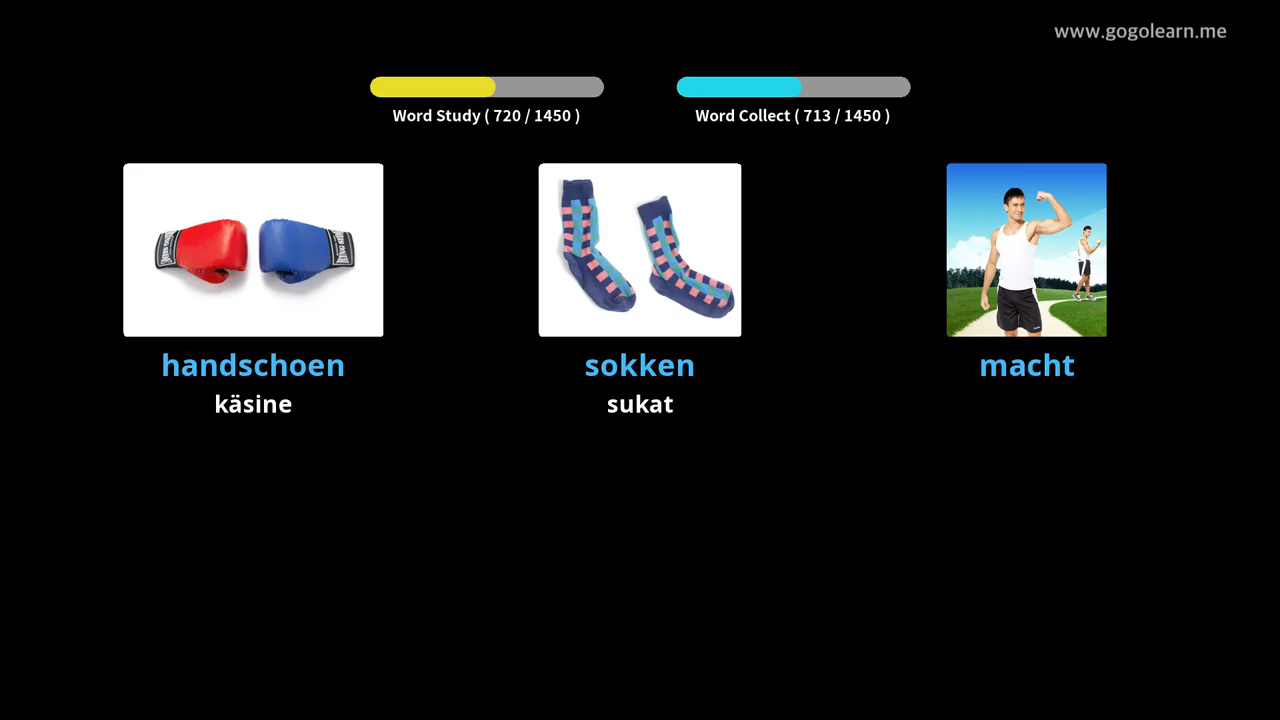 www.gogolearn.me
Word Study ( 720 / 1450 )
Word Collect ( 713 / 1450 )
handschoen
sokken
macht
käsine
sukat